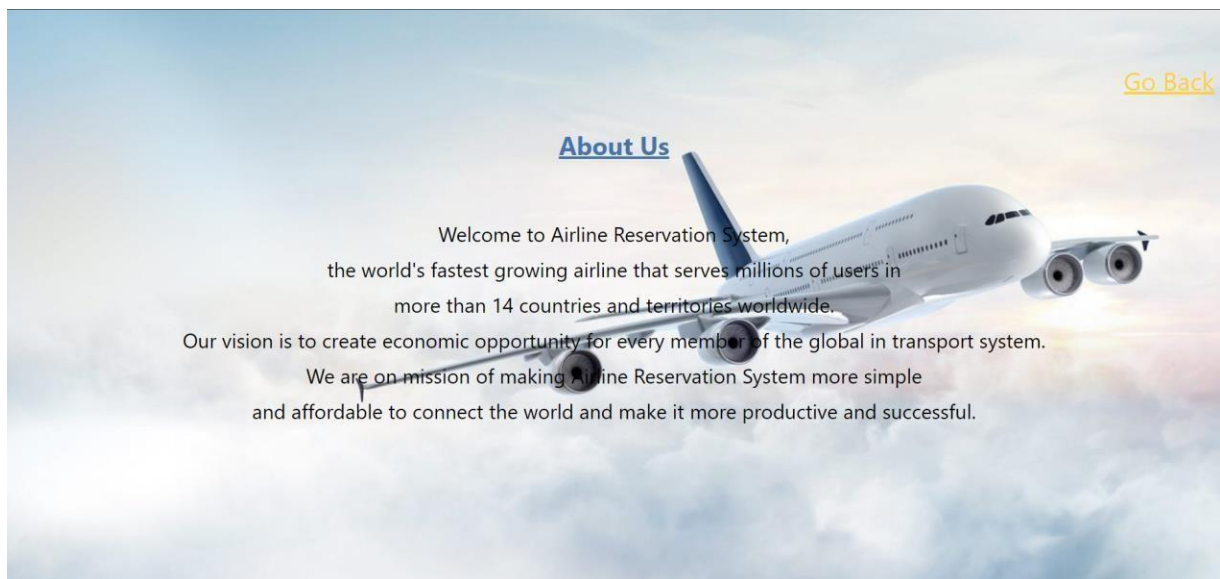 Go Back
About Us
Welcome to Airline Reservation System,
the world's fastest growing airline that serves millions of users in
more than 14 countries and territories worldwide.
Our vision is to create economic opportunity for every member of the global in transport system.
We are on mission of making Airline Reservation System more simple
and affordable to connect the world and make it more productive and successful.